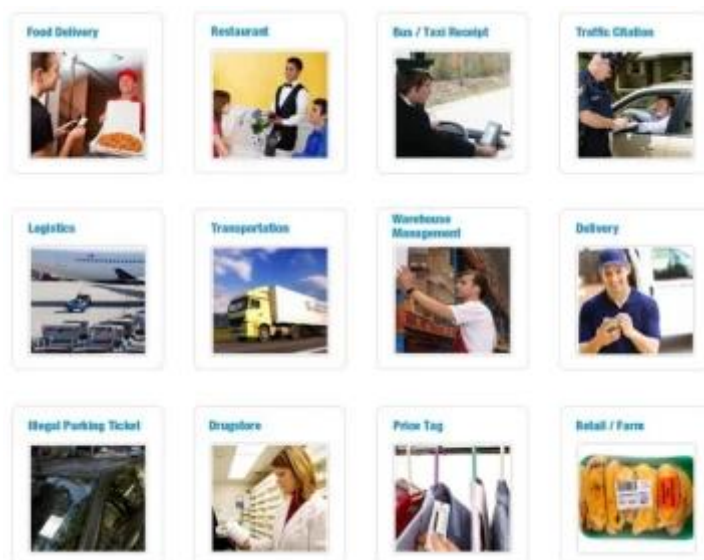 Food Delivery
Restaurant
Bus / Taxi Receipt
Traffic Citation
Logistics
Transportation
Warehouse
Management
Delivery
Illegal Parking Ticket
Drugstore
Price Tag
Retail / Farm